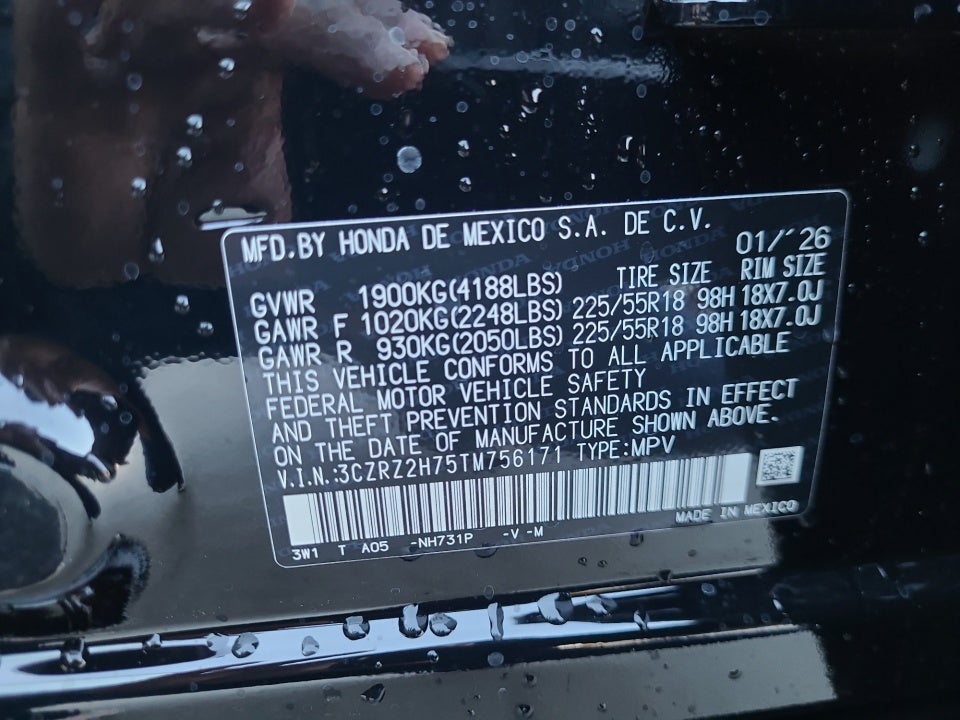 MFD.BY HONDA DE MEXICO S.A. DE C.V.
01/'26
TIRE SIZE RIM SIZE
GVWR 1900KG(4188LBS)
GAWR F 1020KG(2248LBS) 225/55R18 98H 18X7.0J
GAWR R 930KG(2050LBS) 225/55R18 98H 18X7.0J
THIS VEHICLE CONFORMS TO ALL APPLICABLE
FEDERAL MOTOR VEHICLE SAFETY
AND THEFT PREVENTION STANDARDS IN EFFECT
ON THE DATE OF MANUFACTURE SHOWN ABOVE.
V.I.N.:3CZRZ2H75TM756171 TYPE:MPV
MADE IN MEXICO
3W1 T A05 -NH731P -V -M